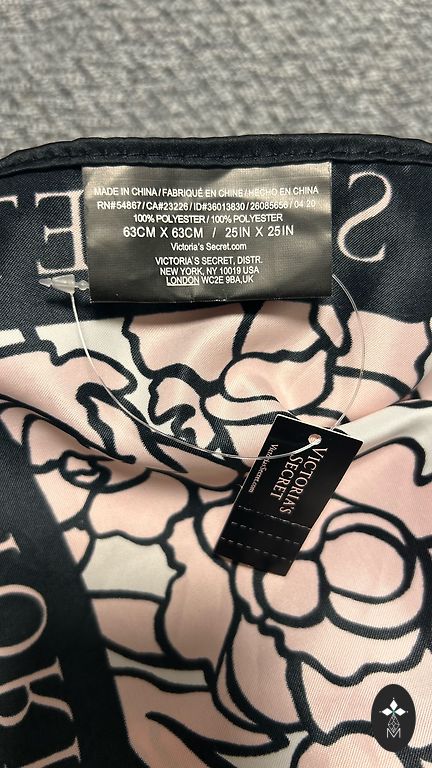 MADE IN CHINA / FABRIQUÉ EN CHINE / HECHO EN CHINA
RN#54867 / CA#23226 / ID#36013830 / 26085656 / 04 20
100% POLYESTER / 100% POLYESTER
63CM X 63CM / 25IN X 25IN
Victoria's Secret.com
VICTORIA'S SECRET, DISTR.
NEW YORK, NY 10019 USA
LONDON WC2E 9BA,UK
VICTORIA'S
SECRET
VictoriasSecret.com
E
S
TORI
M